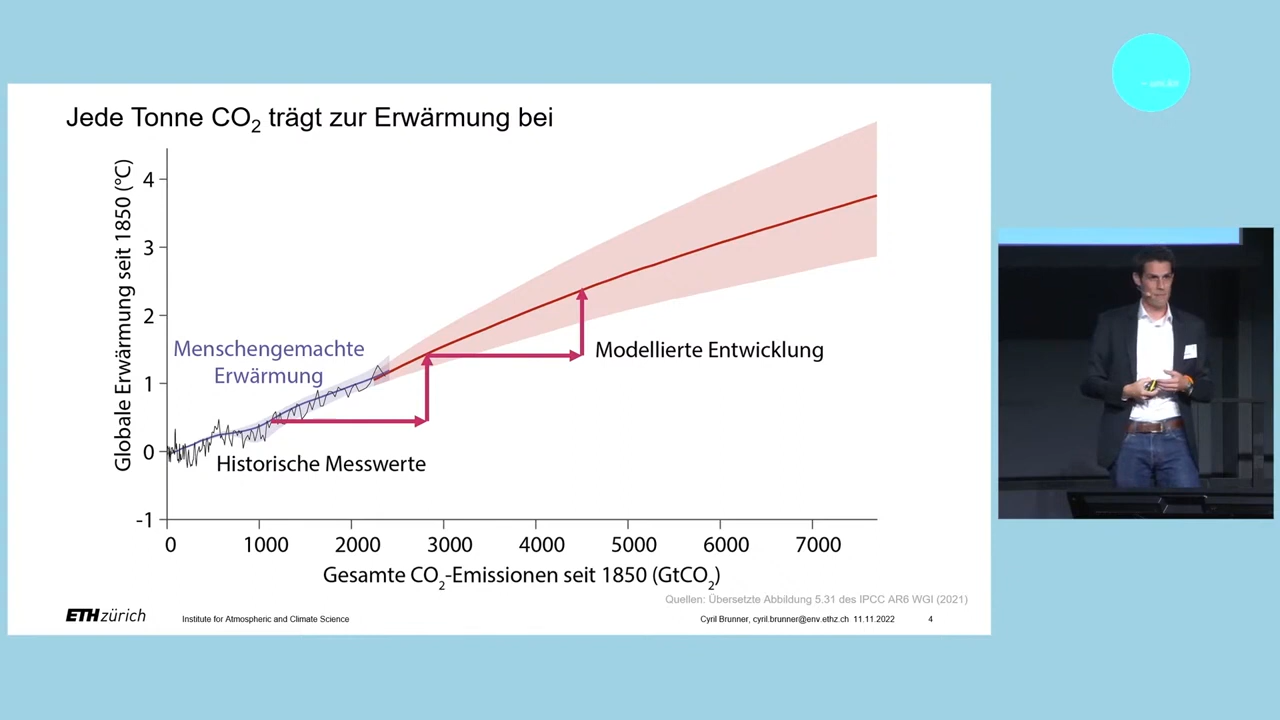 Jede Tonne CO₂ trägt zur Erwärmung bei
Globale Erwärmung seit 1850 (°C)
4
3
2
1
0
-1
Menschengemachte
Erwärmung
Modellierte Entwicklung
Historische Messwerte
0 1000 2000 3000 4000 5000 6000 7000
Gesamte CO₂-Emissionen seit 1850 (GtCO₂)
Quellen: Übersetzte Abbildung 5.31 des IPCC AR6 WGI (2021)
ETH zürich Institute for Atmospheric and Climate Science Cyril Brunner, cyril.brunner@env.ethz.ch 11.11.2022 4